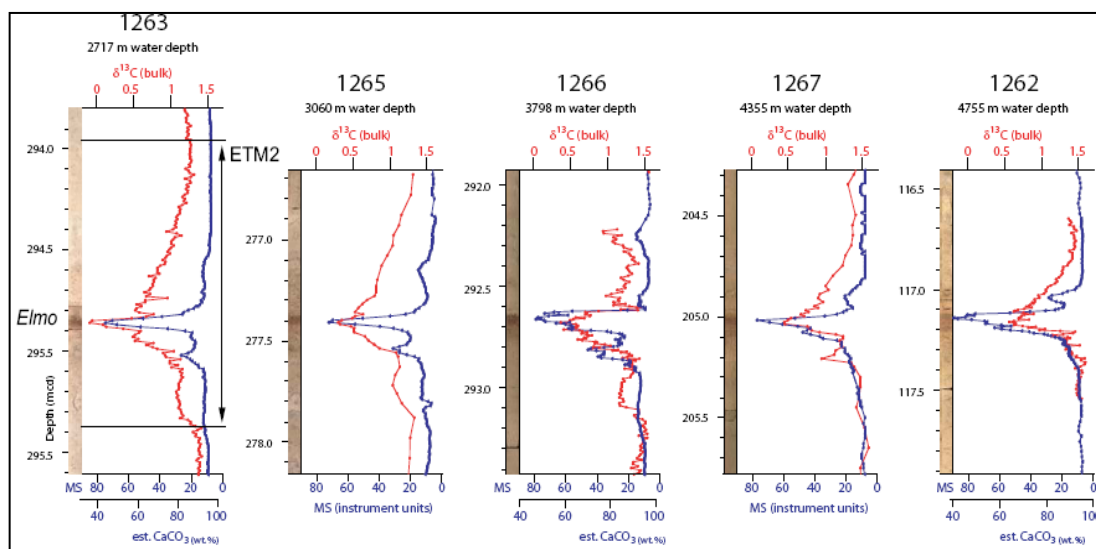 1263
2717 m water depth
δ¹³C (bulk)
0 1 1.5
294.0
294.5
Elmo
2955.5
2955.5
Depth (mcd)
ETM2
MS 80 60 40 20 0
40 60 80 100
est. CaCO₃ (wt.%)
1265
3060 m water depth
δ¹³C (bulk)
0 0.5 1 1.5
277.0
277.5
278.0
80 60 40 20 0
MS (instrument units)
1266
3798 m water depth
δ¹³C (bulk)
0 0.5 1 1.5
292.0
292.5
293.0
80 60 40 20 0
40 60 80 100
est. CaCO₃ (wt.%)
1267
4355 m water depth
δ¹³C (bulk)
0 0.5 1 1.5
204.5
205.0
205.5
80 60 40 20 0
MS (instrument units)
1262
4755 m water depth
δ¹³C (bulk)
0 0.5 1 1.5
116.5
117.0
117.5
MS 80 60 40 20 0
40 60 80 100
est. CaCO₃ (wt.%)